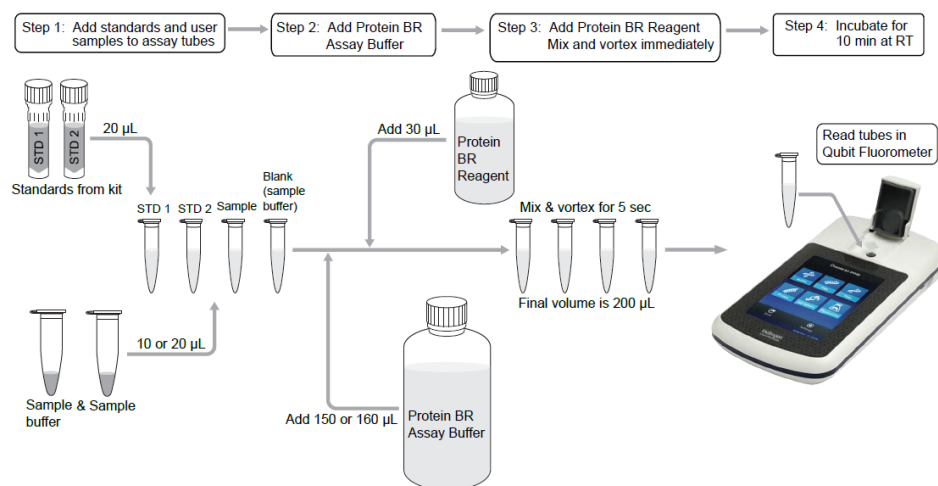 Step 1: Add standards and user
samples to assay tubes
Step 2: Add Protein BR
Assay Buffer
Step 3: Add Protein BR Reagent
Mix and vortex immediately
Step 4: Incubate for
10 min at RT
STD 1
STD 2
20 µL
Standards from kit
Add 30 µL
Protein
BR
Reagent
Read tubes in
Qubit Fluorometer
STD 1
STD 2
Sample
Blank
(sample
buffer)
Mix & vortex for 5 sec
Final volume is 200 µL
10 or 20 µL
Sample & Sample
buffer
Add 150 or 160 µL
Protein BR
Assay Buffer
invitrogen